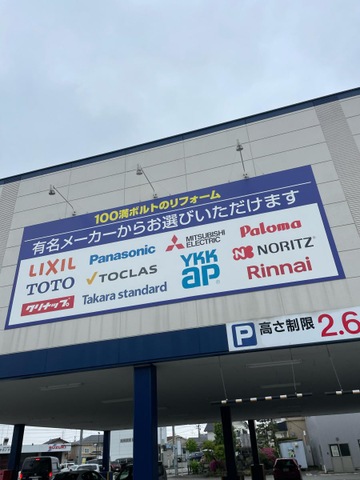 100満ボルトのリフォーム
有名メーカーからお選びいただけます
LIXIL Panasonic MITSUBISHI ELECTRIC Paloma
TOTO TOCLAS YKK ap NORITZ
クリナップ Takara standard Rinnai
P 高さ制限 2.6